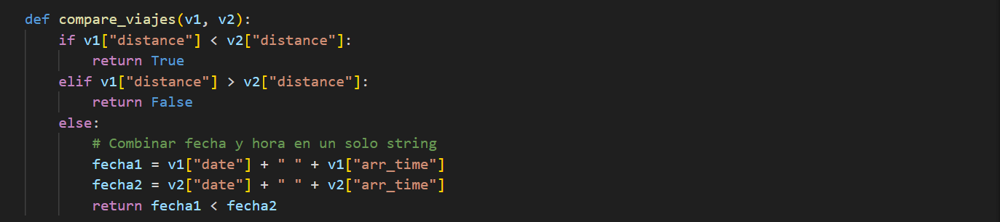 def compare_viajes(v1, v2):
    if v1["distance"] < v2["distance"]:
        return True
    elif v1["distance"] > v2["distance"]:
        return False
    else:
        # Combinar fecha y hora en un solo string
        fecha1 = v1["date"] + " " + v1["arr_time"]
        fecha2 = v2["date"] + " " + v2["arr_time"]
        return fecha1 < fecha2